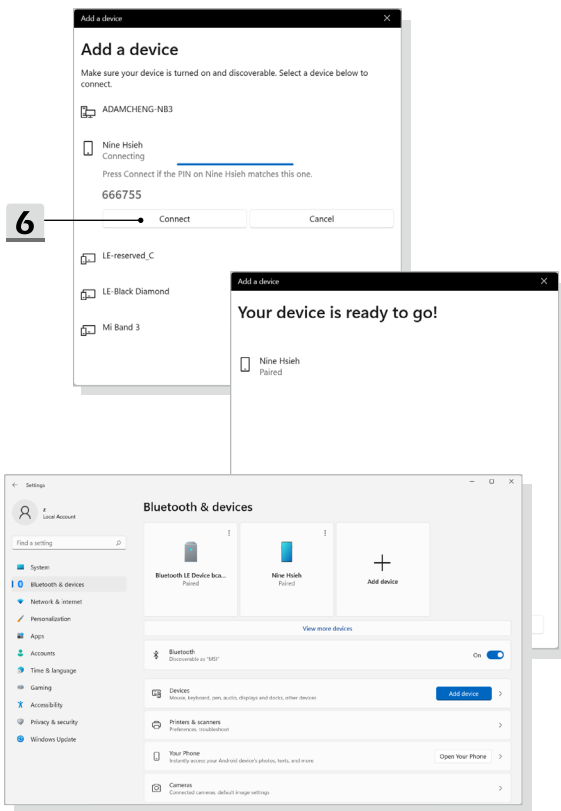 Add a device
Add a device
Make sure your device is turned on and discoverable. Select a device below to
connect.
ADAMCHENG-NB3
Nine Hsieh
Connecting
Press Connect if the PIN on Nine Hsieh matches this one.
666755
Connect
Cancel
6
LE-reserved_C
LE-Black Diamond
Mi Band 3
Add a device
Your device is ready to go!
Nine Hsieh
Paired
Settings
Local Account
Find a setting
System
Bluetooth & devices
Network & internet
Personalization
Apps
Accounts
Time & language
Gaming
Accessibility
Privacy & security
Windows Update
Bluetooth & devices
Bluetooth LE Device bca...
Paired
Nine Hsieh
Paired
Add device
View more devices
Bluetooth
Discoverable as "MSI"
On
Devices
Mouse, keyboard, pen, audio, displays and docks, other devices
Add device
Printers & scanners
Preferences, troubleshoot
Your Phone
Instantly access your Android device's photos, texts, and more
Open Your Phone
Cameras
Connected cameras, default image settings